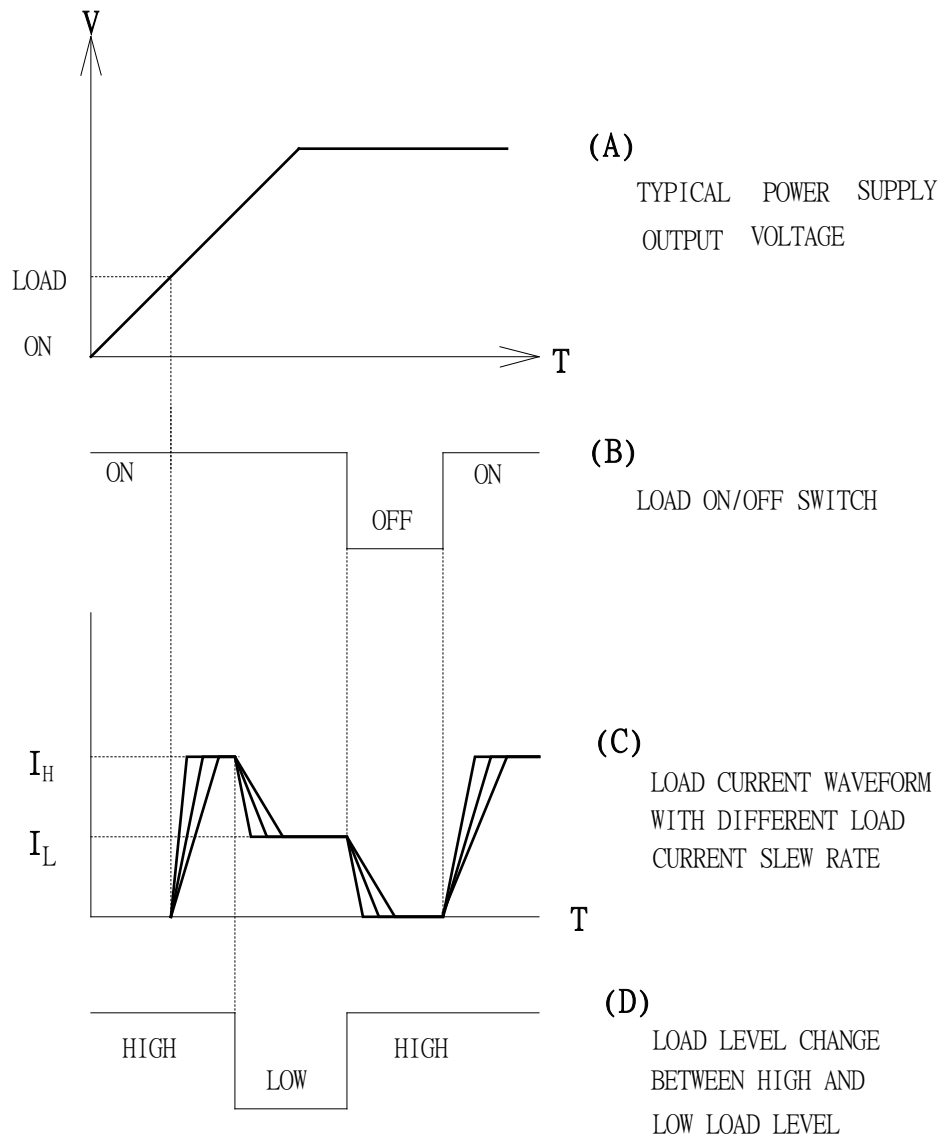 V
(A)
TYPICAL POWER SUPPLY
OUTPUT VOLTAGE
LOAD
ON
T
(B)
ON
ON
LOAD ON/OFF SWITCH
OFF
(C)
I_H
LOAD CURRENT WAVEFORM
WITH DIFFERENT LOAD
I_L
CURRENT SLEW RATE
T
(D)
HIGH
HIGH
LOAD LEVEL CHANGE
LOW
BETWEEN HIGH AND
LOW LOAD LEVEL